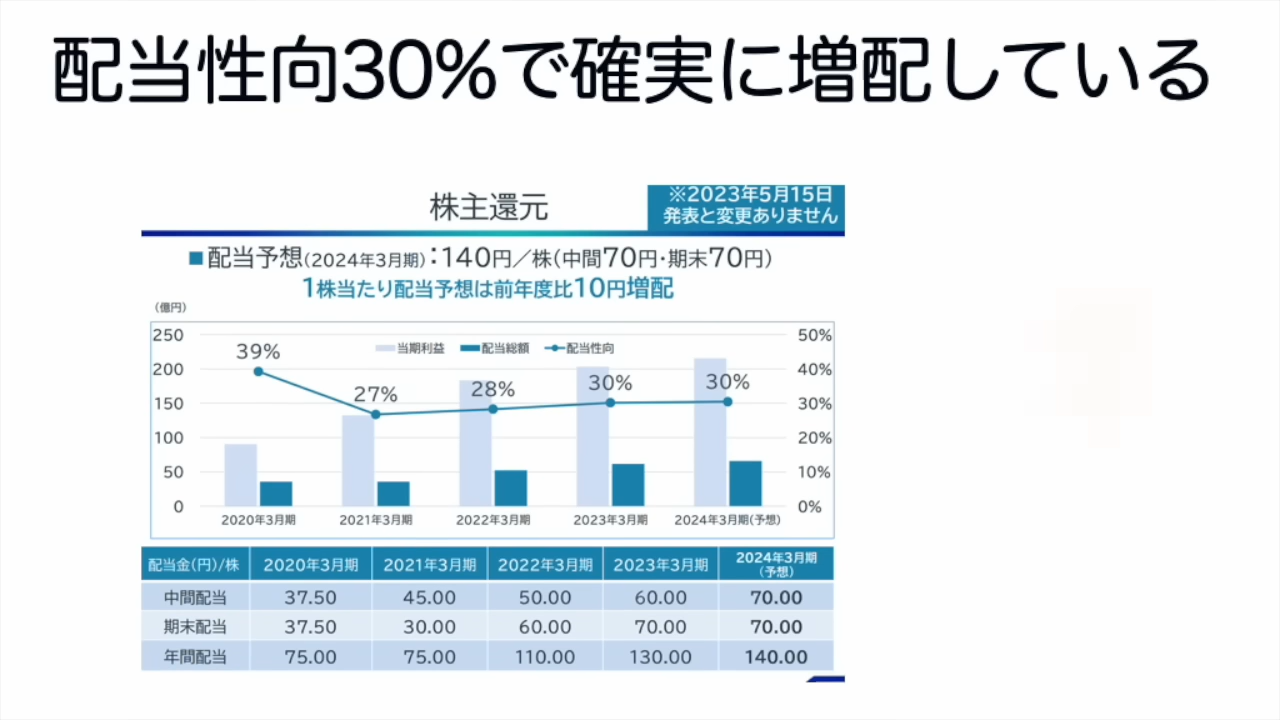 配当性向30%で確実に増配している
株主還元
※2023年5月15日
発表と変更ありません
■配当予想(2024年3月期):140円/株(中間70円・期末70円)
1株当たり配当予想は前年度比10円増配
(億円)
当期利益 配当総額 配当性向
250 200 150 100 50 0
39% 27% 28% 30% 30%
50% 40% 30% 20% 10% 0%
2020年3月期 2021年3月期 2022年3月期 2023年3月期 2024年3月期(予想)
配当金(円)/株 2020年3月期 2021年3月期 2022年3月期 2023年3月期 2024年3月期
(予想)
中間配当 37.50 45.00 50.00 60.00 70.00
期末配当 37.50 30.00 60.00 70.00 70.00
年間配当 75.00 75.00 110.00 130.00 140.00